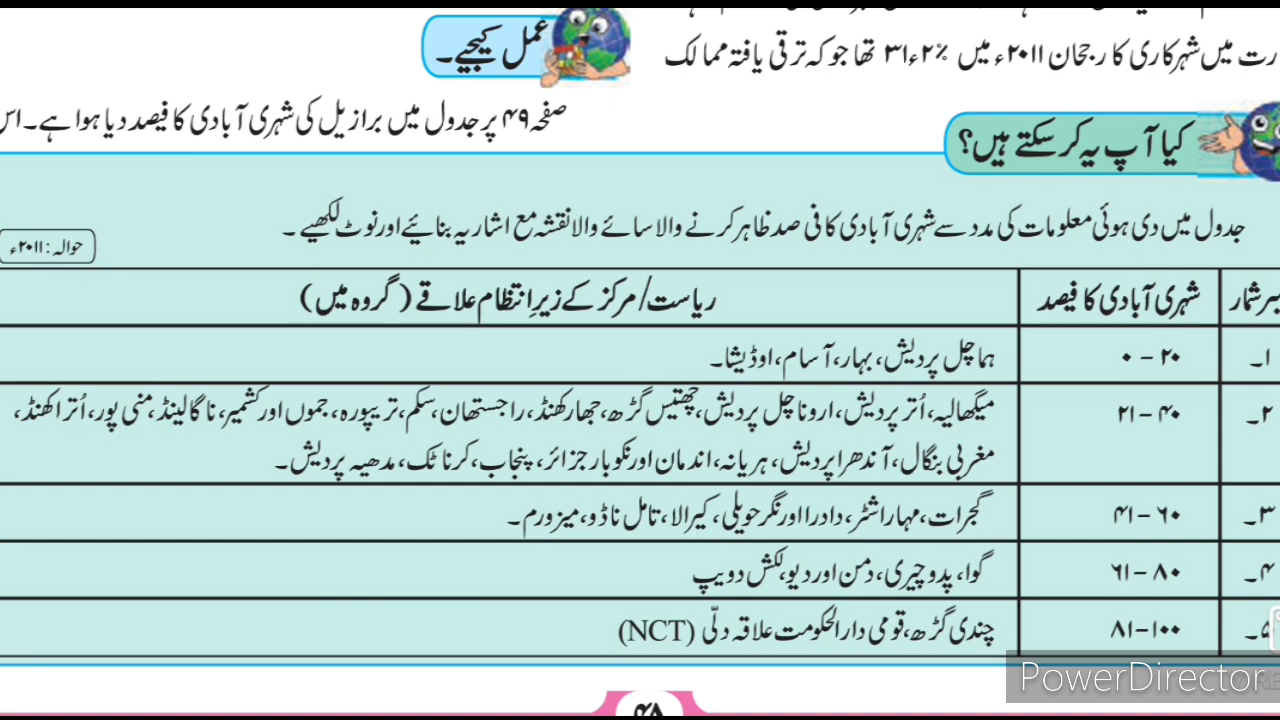 رت میں شہرکاری کا رجحان ۲۰۱۱ء میں ۳۱ء۲% تھا جو کہ ترقی یافتہ ممالک
عمل کیجیے۔
صفحہ ۴۹ پر جدول میں برازیل کی شہری آبادی کا فیصد دیا ہوا ہے۔ اس
کیا آپ یہ کر سکتے ہیں؟
جدول میں دی ہوئی معلومات کی مدد سے شہری آبادی کا فی صد ظاہر کرنے والا سائے والا نقشہ مع اشاریہ بنائیے اور نوٹ لکھیے۔
حوالہ: ۲۰۱۱ء
برشمار شہری آبادی کا فیصد ریاست/مرکز کے زیرِ انتظام علاقے (گروہ میں)
۱۔ ۰ – ۲۰ ہماچل پردیش، بہار، آسام، اوڈیشا۔
۲۔ ۲۱ – ۴۰ میگھالیہ، اُتر پردیش، اروناچل پردیش، چھتیس گڑھ، جھارکھنڈ، راجستھان، سکم، تریپورہ، جموں اور کشمیر، ناگالینڈ، منی پور، اُتراکھنڈ،
مغربی بنگال، آندھرا پردیش، ہریانہ، اندمان اور نکوبار جزائر، پنجاب، کرناٹک، مدھیہ پردیش۔
۳۔ ۴۱ – ۶۰ گجرات، مہاراشٹر، دادرا اور نگر حویلی، کیرالا، تامل ناڈو، میزورم۔
۴۔ ۶۱ – ۸۰ گوا، پدوچیری، دمن اور دیو، لکش دویپ
۵۔ ۸۱ – ۱۰۰ چندی گڑھ، قومی دارالحکومت علاقہ دلّی (NCT)
PowerDirector
۴۸